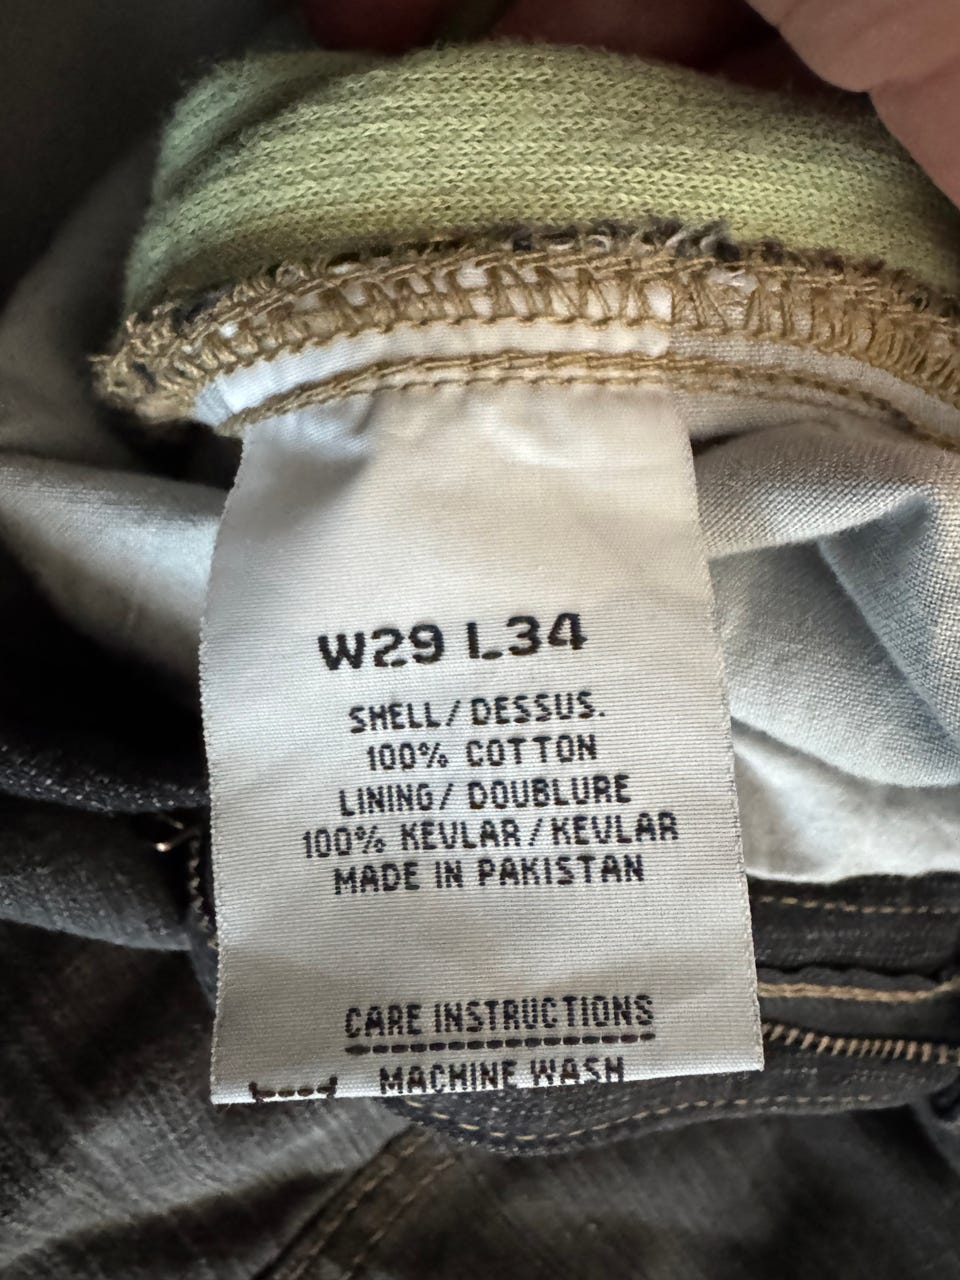 W29 L34
SHELL/DESSUS.
100% COTTON
LINING/DOUBLURE
100% KEVLAR/KEVLAR
MADE IN PAKISTAN
CARE INSTRUCTIONS
MACHINE WASH